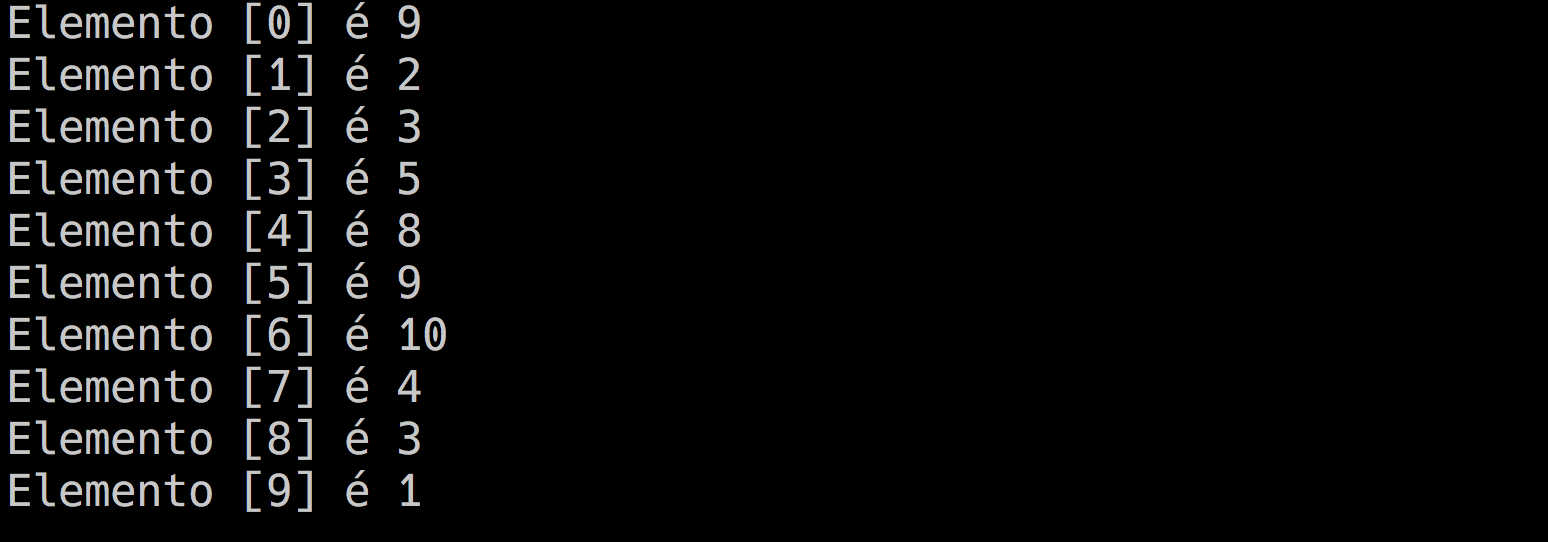 Elemento [0] é 9
Elemento [1] é 2
Elemento [2] é 3
Elemento [3] é 5
Elemento [4] é 8
Elemento [5] é 9
Elemento [6] é 10
Elemento [7] é 4
Elemento [8] é 3
Elemento [9] é 1